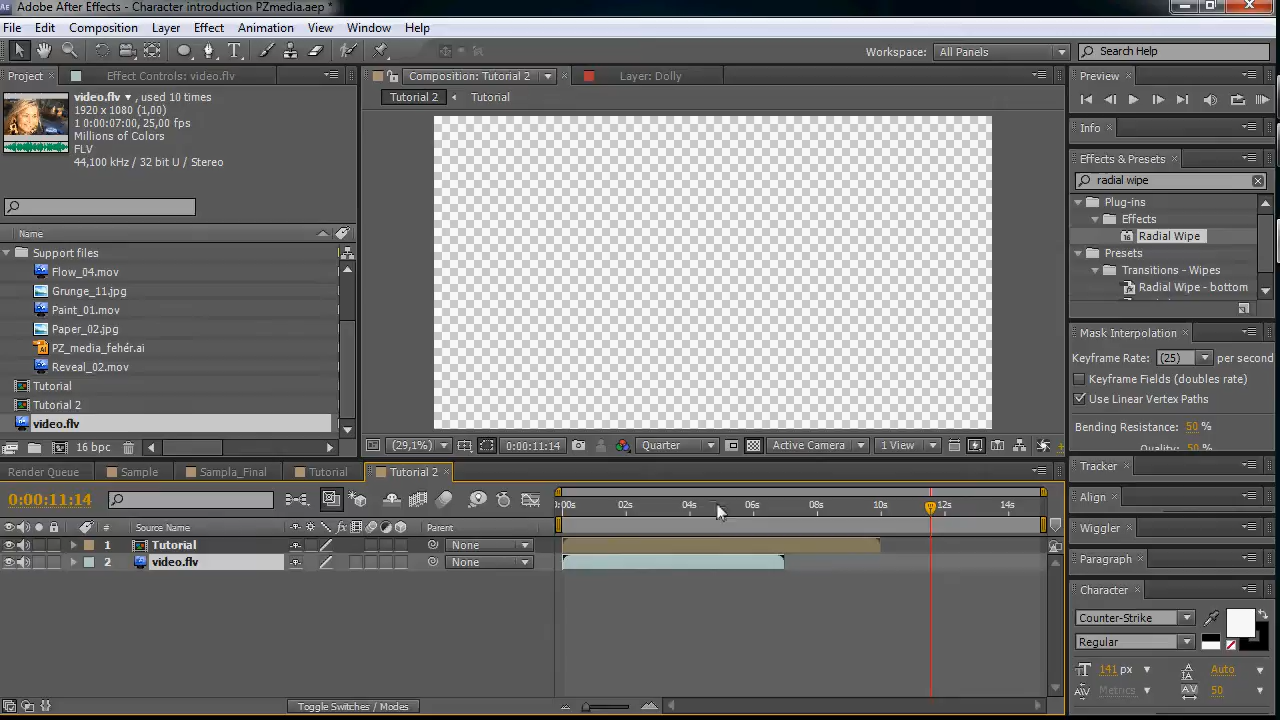 Adobe After Effects - Character introduction PZmedia.aep *
File Edit Composition Layer Effect Animation View Window Help
Workspace: All Panels Search Help
Project Effect Controls: video.flv Composition: Tutorial 2 Layer: Dolly Preview
video.flv ▾, used 10 times
1920 x 1080 (1,00)
Δ 0:00:07:00, 25,00 fps
Millions of Colors
FLV
44,100 kHz / 32 bit U / Stereo
Tutorial 2 Tutorial
Info
Effects & Presets
radial wipe
Plug-ins
Effects
Radial Wipe
Presets
Transitions - Wipes
Radial Wipe - bottom
Name
Support files
Flow_04.mov
Grunge_11.jpg
Paint_01.mov
Paper_02.jpg
PZ_media_fehér.ai
Reveal_02.mov
Tutorial
Tutorial 2
video.flv
16 bpc
Mask Interpolation
Keyframe Rate: (25) per second
Keyframe Fields (doubles rate)
Use Linear Vertex Paths
Bending Resistance: 50 %
Quality: 50 %
(29,1%) 0:00:11:14 Quarter Active Camera 1 View
Render Queue Sample Sampla_Final Tutorial Tutorial 2
0:00:11:14
:00s 02s 04s 06s 08s 10s 12s 14s
# Source Name fx Parent
1 Tutorial None
2 video.flv None
Toggle Switches / Modes
Tracker
Align
Wiggler
Paragraph
Character
Counter-Strike
Regular
141 px Auto
Metrics 50